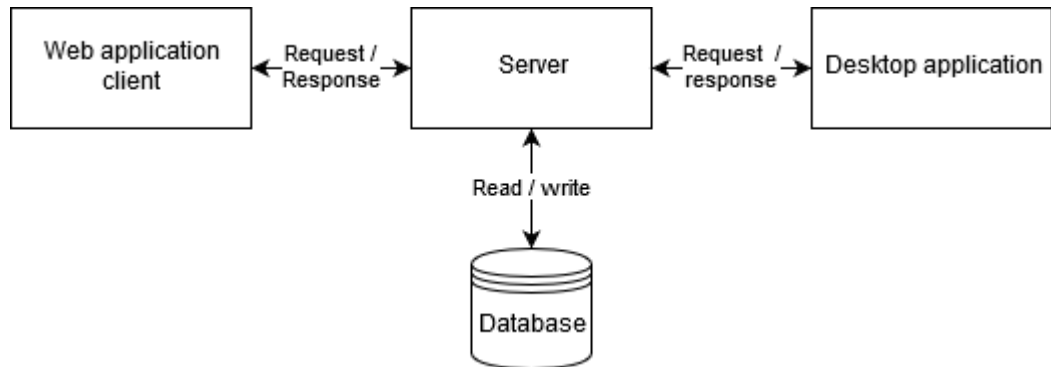 Web application
client
Request /
Response
Server
Request /
response
Desktop application
Read / write
Database